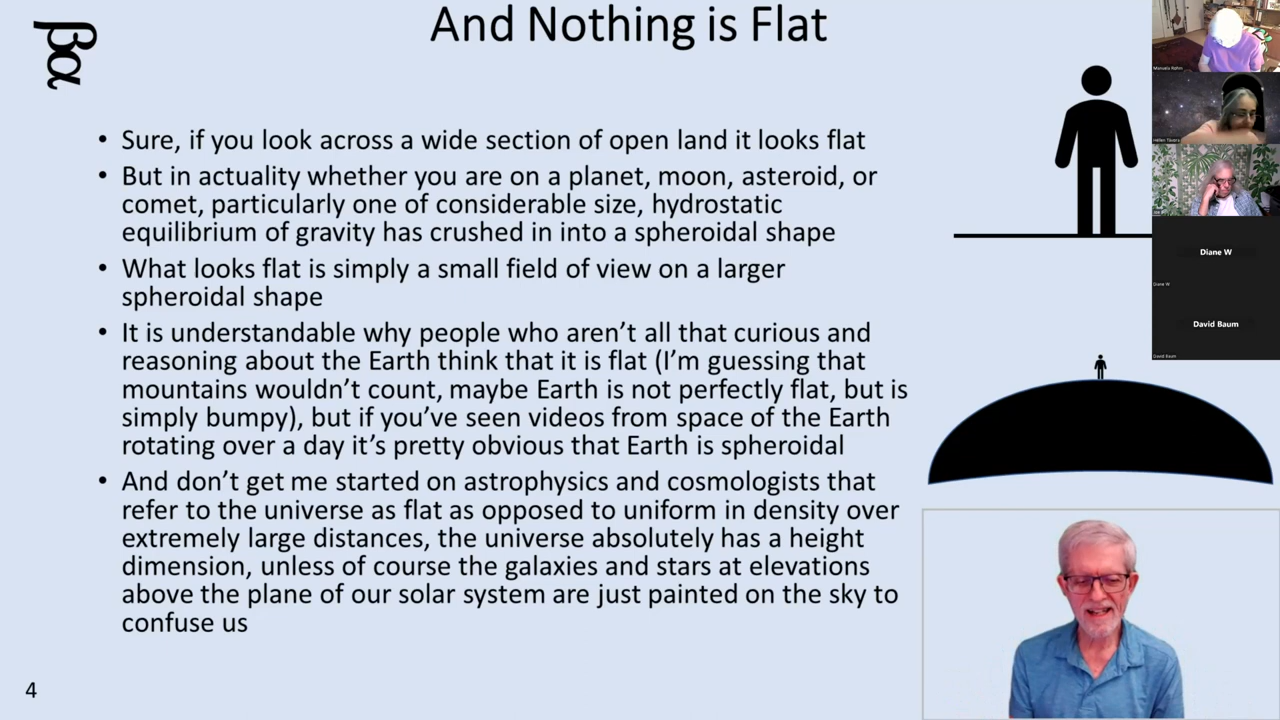 And Nothing is Flat
βα
• Sure, if you look across a wide section of open land it looks flat
• But in actuality whether you are on a planet, moon, asteroid, or
comet, particularly one of considerable size, hydrostatic
equilibrium of gravity has crushed in into a spheroidal shape
• What looks flat is simply a small field of view on a larger
spheroidal shape
• It is understandable why people who aren’t all that curious and
reasoning about the Earth think that it is flat (I’m guessing that
mountains wouldn’t count, maybe Earth is not perfectly flat, but is
simply bumpy), but if you’ve seen videos from space of the Earth
rotating over a day it’s pretty obvious that Earth is spheroidal
• And don’t get me started on astrophysics and cosmologists that
refer to the universe as flat as opposed to uniform in density over
extremely large distances, the universe absolutely has a height
dimension, unless of course the galaxies and stars at elevations
above the plane of our solar system are just painted on the sky to
confuse us
4
Diane W
Diane W
David Baum
David Baum